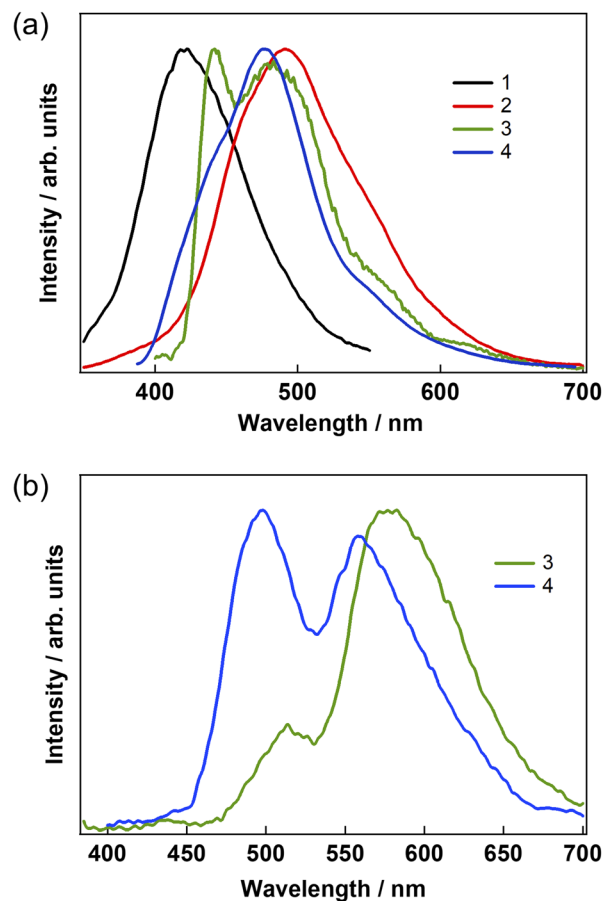 (a)
Intensity / arb. units
1
2
3
4
400 500 600 700
Wavelength / nm
(b)
Intensity / arb. units
3
4
400 450 500 550 600 650 700
Wavelength / nm